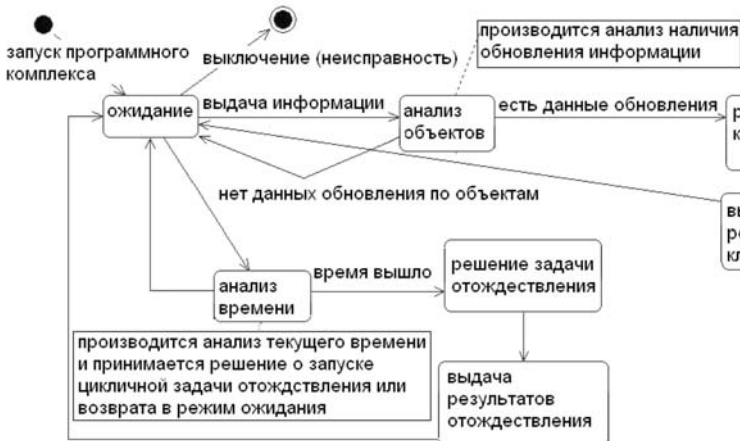 запуск программного
комплекса
выключение (неисправность)
производится анализ наличия
обновления информации
ожидание
выдача информации
анализ
объектов
есть данные обновления
нет данных обновления по объектам
анализ
времени
время вышло
решение задачи
отождествления
производится анализ текущего времени
и принимается решение о запуске
цикличной задачи отождствления или
возврата в режим ожидания
выдача
результатов
отождествления